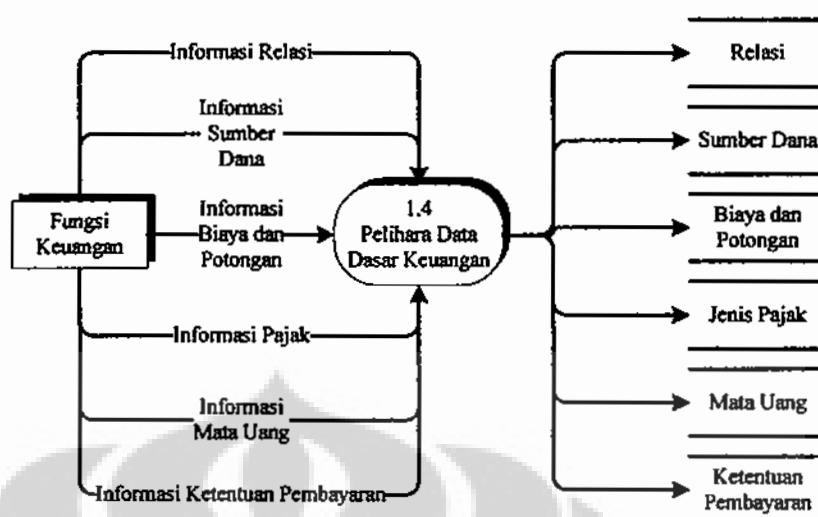 Informasi Relasi
Informasi
Sumber
Dana
Fungsi
Keuangan
Informasi
Biaya dan
Potongan
1.4
Pelihara Data
Dasar Keuangan
Informasi Pajak
Informasi
Mata Uang
Informasi Ketentuan Pembayaran
Relasi
Sumber Dana
Biaya dan
Potongan
Jenis Pajak
Mata Uang
Ketentuan
Pembayaran